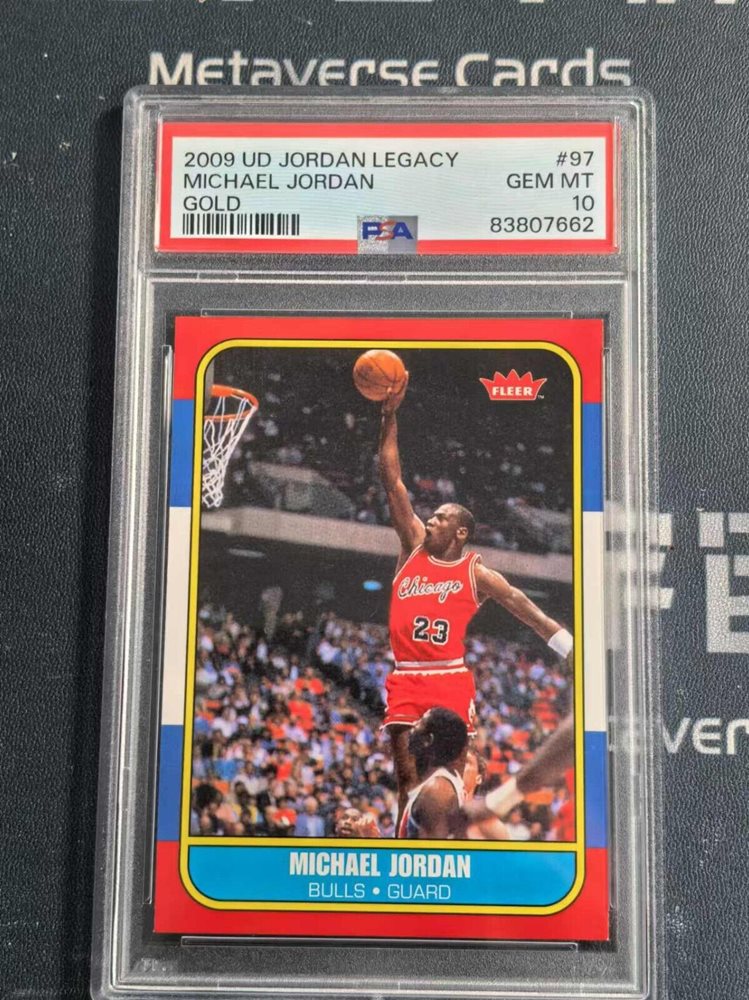 Metaverse Cards
2009 UD JORDAN LEGACY #97
MICHAEL JORDAN GEM MT
GOLD 10
PSA 83807662
FLEER™
Chicago
23
MICHAEL JORDAN
BULLS • GUARD